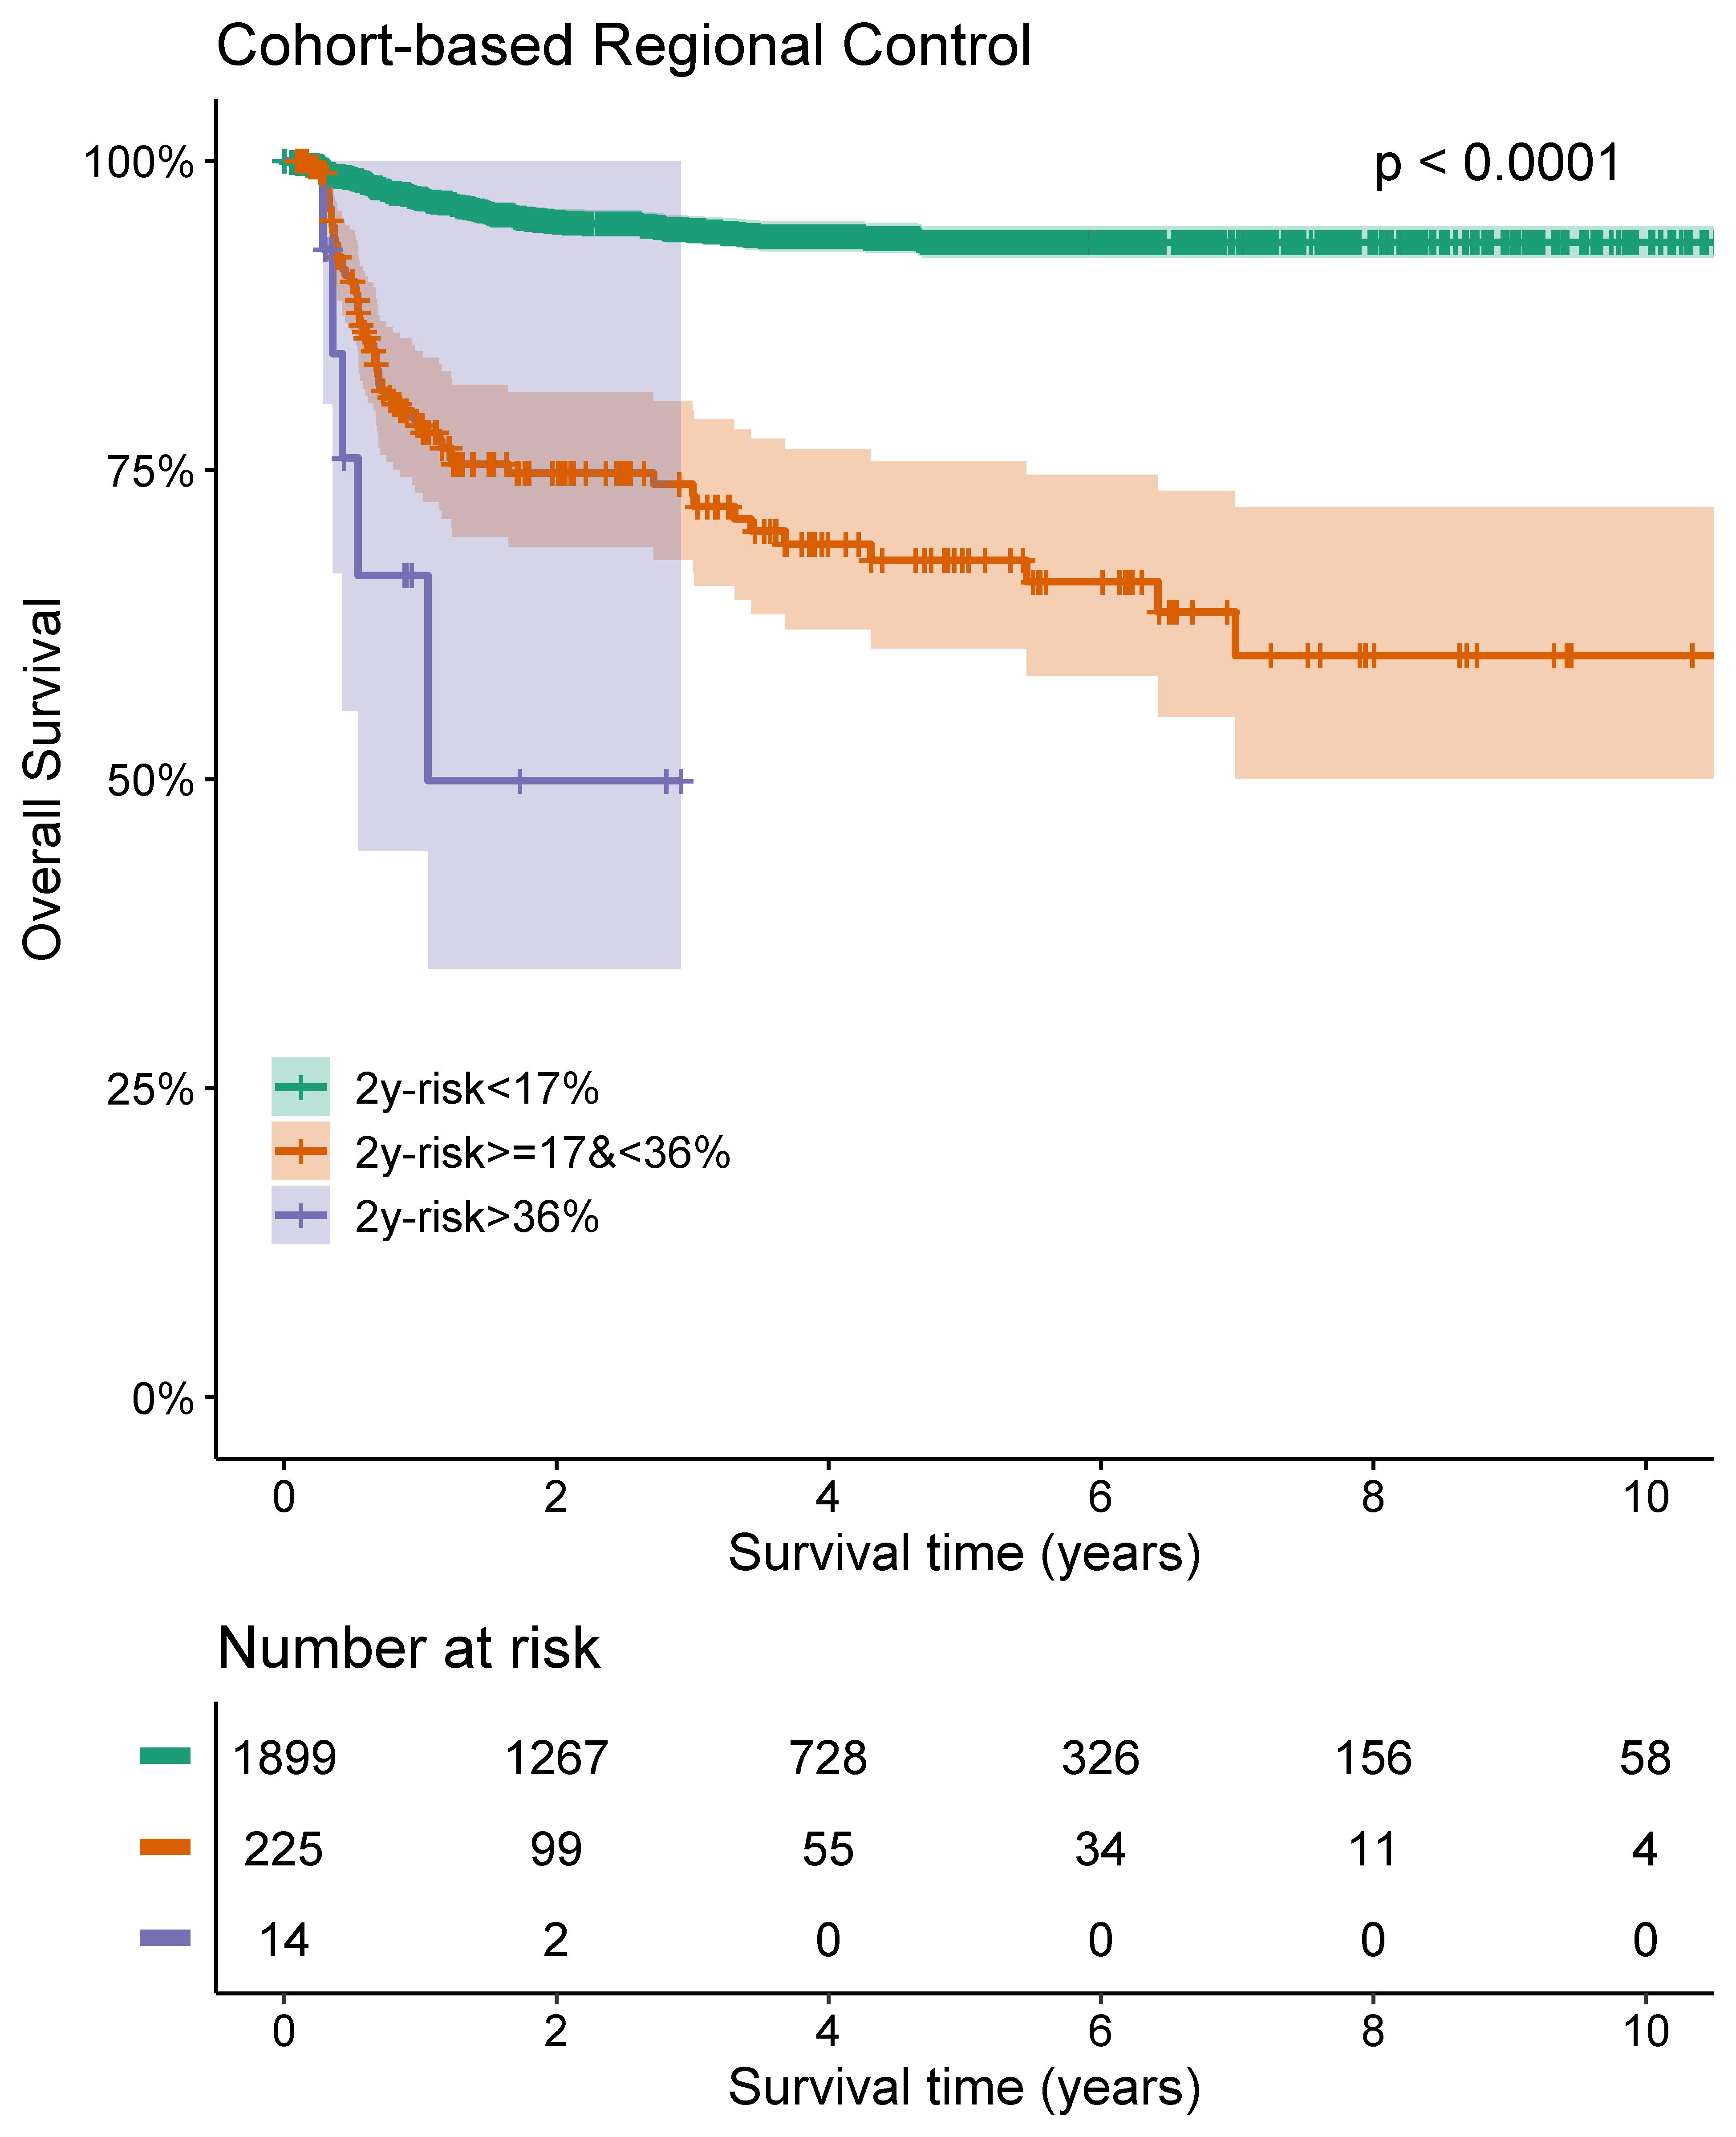 Cohort-based Regional Control
p < 0.0001
100%
75%
50%
25%
0%
Overall Survival
2y-risk<17%
2y-risk>=17&<36%
2y-risk>36%
0 2 4 6 8 10
Survival time (years)
Number at risk
1899 1267 728 326 156 58
225 99 55 34 11 4
14 2 0 0 0 0
0 2 4 6 8 10
Survival time (years)